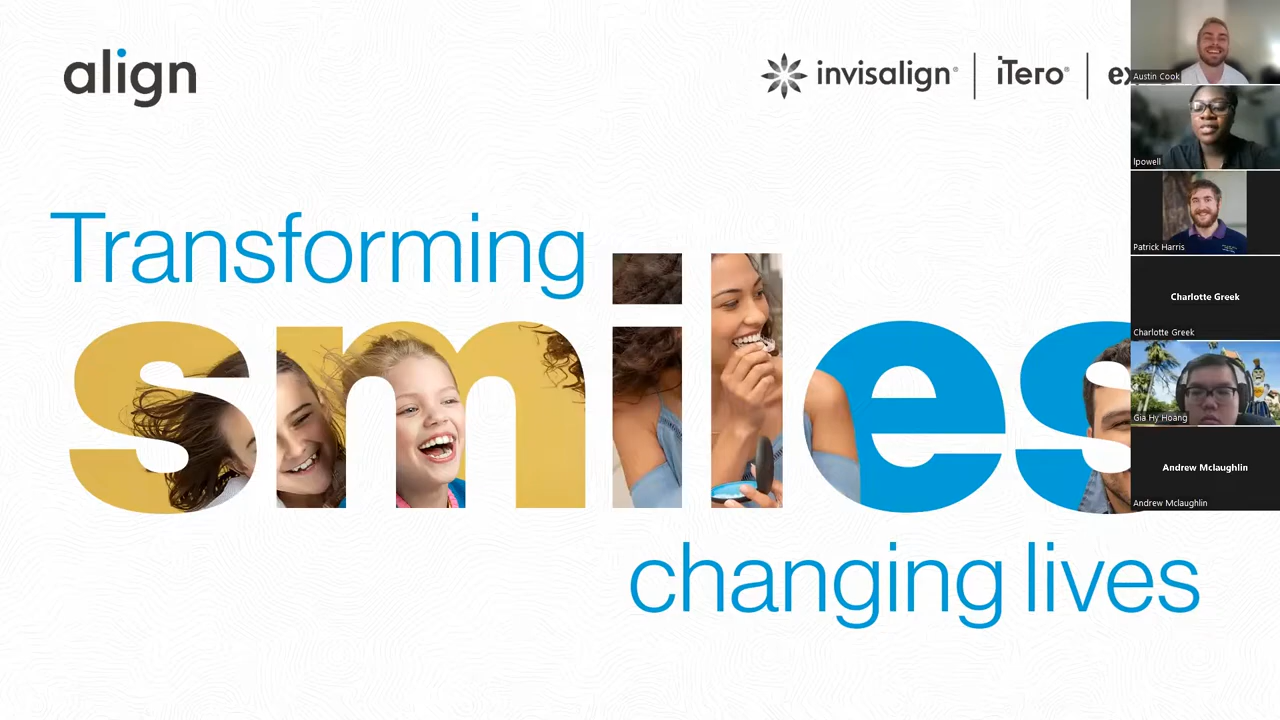 align
invisalign® | iTero® |
Transforming
smiles
changing lives
Austin Cook
lpowell
Patrick Harris
Charlotte Greek
Charlotte Greek
Gia Hy Hoang
Andrew Mclaughlin
Andrew Mclaughlin